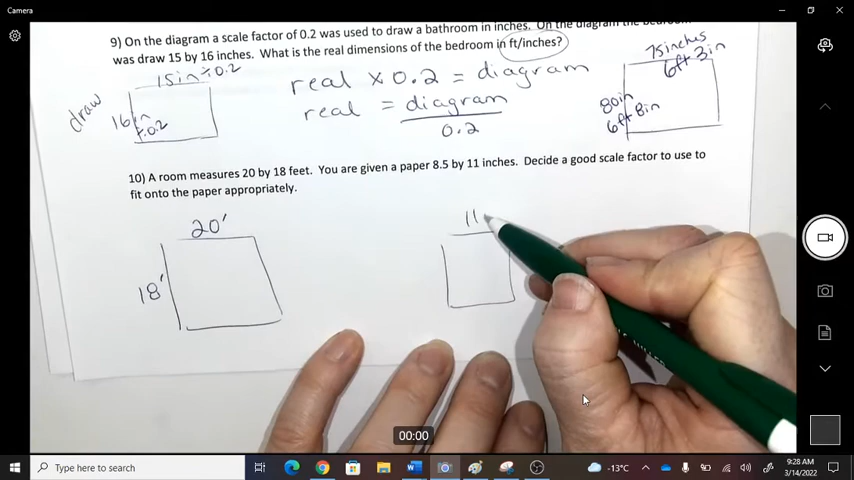 Camera
9) On the diagram a scale factor of 0.2 was used to draw a bathroom in inches. On the diagram the bedroom
was draw 15 by 16 inches. What is the real dimensions of the bedroom in ft/inches?
15in ÷0.2
draw
16in
÷0.2
real × 0.2 = diagram
real = diagram
0.2
75inches
6ft 3in
80in
6ft 8in
10) A room measures 20 by 18 feet. You are given a paper 8.5 by 11 inches. Decide a good scale factor to use to
fit onto the paper appropriately.
20'
18'
11
00:00
Type here to search
-13°C
9:28 AM
3/14/2022